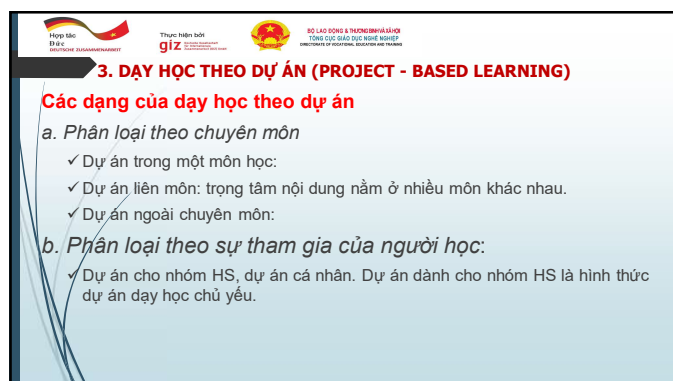 Hợp tác
Đức
DEUTSCHE ZUSAMMENARBEIT
Thực hiện bởi
giz
BỘ LAO ĐỘNG & THƯƠNG BINH VÀ XÃ HỘI
TỔNG CỤC GIÁO DỤC NGHỀ NGHIỆP
DIRECTORATE OF VOCATIONAL EDUCATION AND TRAINING
3. DẠY HỌC THEO DỰ ÁN (PROJECT - BASED LEARNING)
Các dạng của dạy học theo dự án
a. Phân loại theo chuyên môn
✓ Dự án trong một môn học:
✓ Dự án liên môn: trọng tâm nội dung nằm ở nhiều môn khác nhau.
✓ Dự án ngoài chuyên môn:
b. Phân loại theo sự tham gia của người học:
✓ Dự án cho nhóm HS, dự án cá nhân. Dự án dành cho nhóm HS là hình thức
dự án dạy học chủ yếu.